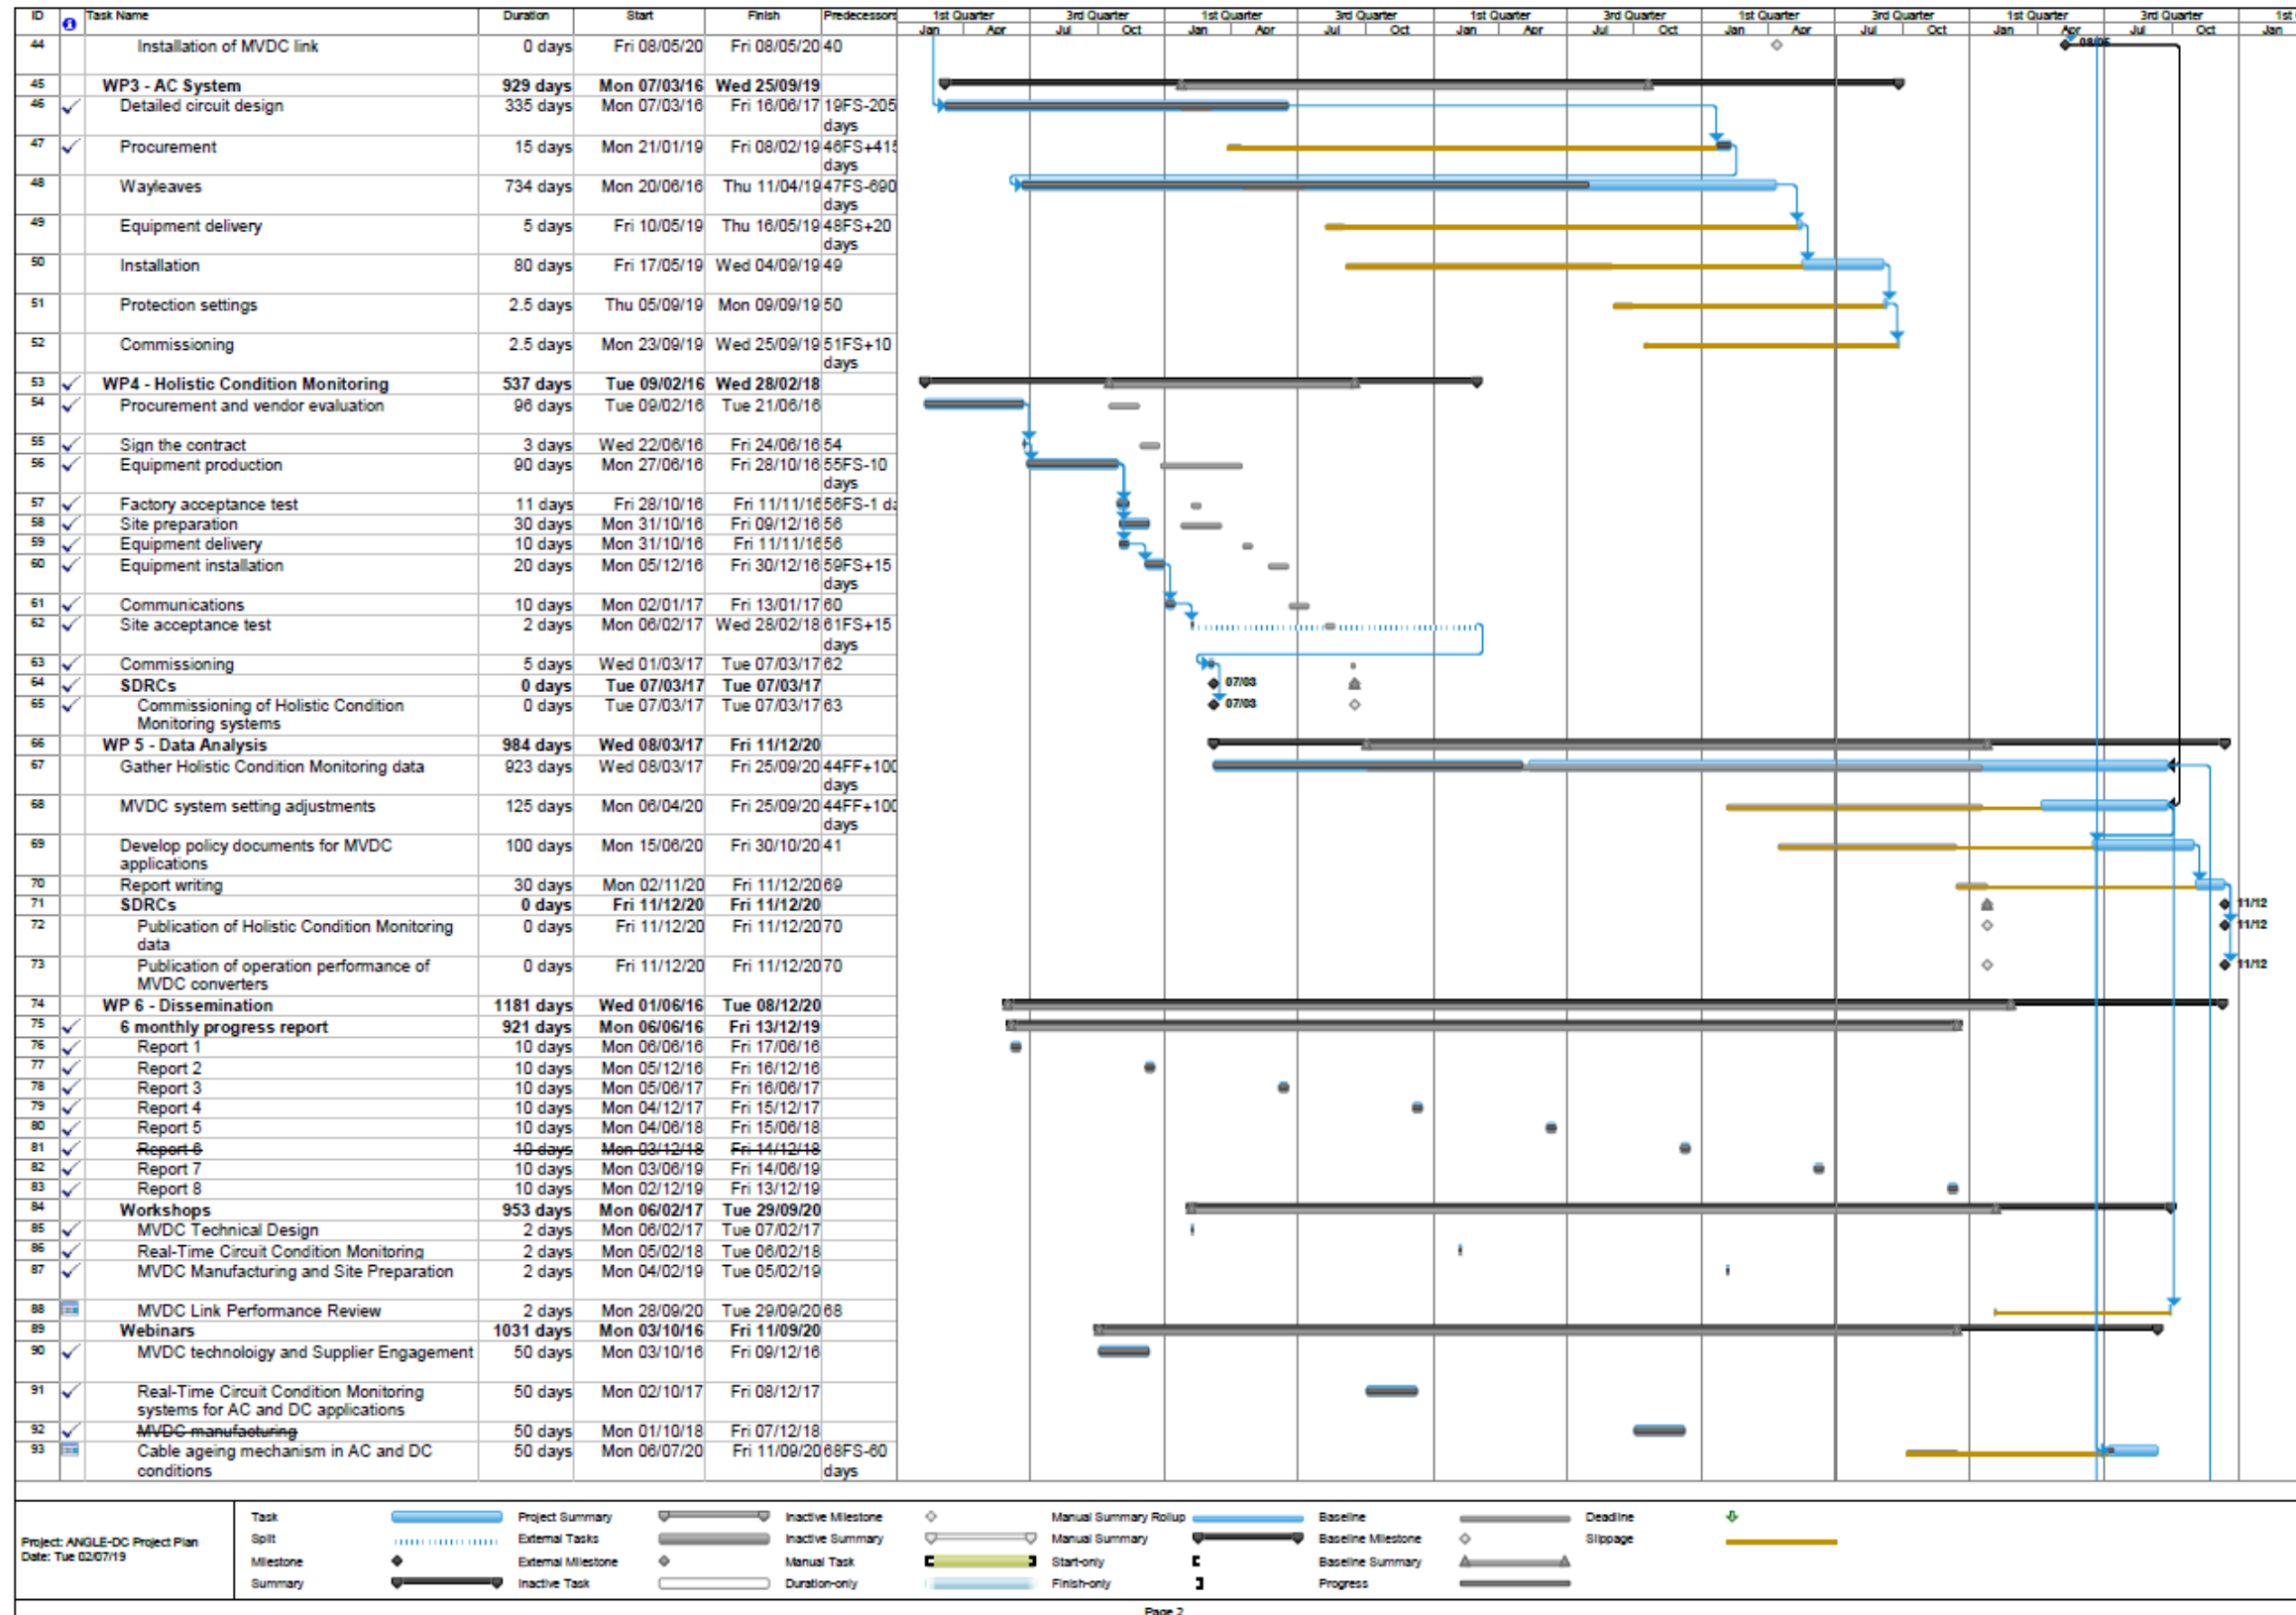 ID Task Name Duration Start Finish Predecessors 1st Quarter 3rd Quarter 1st Quarter 3rd Quarter 1st Quarter 3rd Quarter 1st Quarter 3rd Quarter 1st Quarter 3rd Quarter 1st
Jan Apr Jul Oct Jan Apr Jul Oct Jan Apr Jul Oct Jan Apr Jul Oct Jan Apr Jul Oct Jan
44 Installation of MVDC link 0 days Fri 08/05/20 Fri 08/05/20 40 08/05
45 WP3 - AC System 929 days Mon 07/03/16 Wed 25/09/19
46 Detailed circuit design 335 days Mon 07/03/16 Fri 16/06/17 19FS-205
days
47 Procurement 15 days Mon 21/01/19 Fri 08/02/19 46FS+415
days
48 Wayleaves 734 days Mon 20/06/16 Thu 11/04/19 47FS-690
days
49 Equipment delivery 5 days Fri 10/05/19 Thu 16/05/19 48FS+20
days
50 Installation 80 days Fri 17/05/19 Wed 04/09/19 49
51 Protection settings 2.5 days Thu 05/09/19 Mon 09/09/19 50
52 Commissioning 2.5 days Mon 23/09/19 Wed 25/09/19 51FS+10
days
53 WP4 - Holistic Condition Monitoring 537 days Tue 09/02/16 Wed 28/02/18
54 Procurement and vendor evaluation 96 days Tue 09/02/16 Tue 21/06/16
55 Sign the contract 3 days Wed 22/06/16 Fri 24/06/16 54
56 Equipment production 90 days Mon 27/06/16 Fri 28/10/16 55FS-10
days
57 Factory acceptance test 11 days Fri 28/10/16 Fri 11/11/16 56FS-1 da
58 Site preparation 30 days Mon 31/10/16 Fri 09/12/16 56
59 Equipment delivery 10 days Mon 31/10/16 Fri 11/11/16 56
60 Equipment installation 20 days Mon 05/12/16 Fri 30/12/16 59FS+15
days
61 Communications 10 days Mon 02/01/17 Fri 13/01/17 60
62 Site acceptance test 2 days Mon 06/02/17 Wed 28/02/18 61FS+15
days
63 Commissioning 5 days Wed 01/03/17 Tue 07/03/17 62
64 SDRCs 0 days Tue 07/03/17 Tue 07/03/17 07/03
65 Commissioning of Holistic Condition 0 days Tue 07/03/17 Tue 07/03/17 63 07/03
Monitoring systems
66 WP 5 - Data Analysis 984 days Wed 08/03/17 Fri 11/12/20
67 Gather Holistic Condition Monitoring data 923 days Wed 08/03/17 Fri 25/09/20 44FF+100
days
68 MVDC system setting adjustments 125 days Mon 06/04/20 Fri 25/09/20 44FF+100
days
69 Develop policy documents for MVDC 100 days Mon 15/06/20 Fri 30/10/20 41
applications
70 Report writing 30 days Mon 02/11/20 Fri 11/12/20 69
71 SDRCs 0 days Fri 11/12/20 Fri 11/12/20 11/12
72 Publication of Holistic Condition Monitoring 0 days Fri 11/12/20 Fri 11/12/20 70 11/12
data
73 Publication of operation performance of 0 days Fri 11/12/20 Fri 11/12/20 70 11/12
MVDC converters
74 WP 6 - Dissemination 1181 days Wed 01/06/16 Tue 08/12/20
75 6 monthly progress report 921 days Mon 06/06/16 Fri 13/12/19
76 Report 1 10 days Mon 06/06/16 Fri 17/06/16
77 Report 2 10 days Mon 05/12/16 Fri 16/12/16
78 Report 3 10 days Mon 05/06/17 Fri 16/06/17
79 Report 4 10 days Mon 04/12/17 Fri 15/12/17
80 Report 5 10 days Mon 04/06/18 Fri 15/06/18
81 Report 6 10 days Mon 03/12/18 Fri 14/12/18
82 Report 7 10 days Mon 03/06/19 Fri 14/06/19
83 Report 8 10 days Mon 02/12/19 Fri 13/12/19
84 Workshops 953 days Mon 06/02/17 Tue 29/09/20
85 MVDC Technical Design 2 days Mon 06/02/17 Tue 07/02/17
86 Real-Time Circuit Condition Monitoring 2 days Mon 05/02/18 Tue 06/02/18
87 MVDC Manufacturing and Site Preparation 2 days Mon 04/02/19 Tue 05/02/19
88 MVDC Link Performance Review 2 days Mon 28/09/20 Tue 29/09/20 68
89 Webinars 1031 days Mon 03/10/16 Fri 11/09/20
90 MVDC technoloigy and Supplier Engagement 50 days Mon 03/10/16 Fri 09/12/16
91 Real-Time Circuit Condition Monitoring 50 days Mon 02/10/17 Fri 08/12/17
systems for AC and DC applications
92 MVDC manufacturing 50 days Mon 01/10/18 Fri 07/12/18
93 Cable ageing mechanism in AC and DC 50 days Mon 06/07/20 Fri 11/09/20 68FS-60
conditions days
Project: ANGLE-DC Project Plan
Date: Tue 02/07/19
Task Project Summary Inactive Milestone Manual Summary Rollup Baseline Deadline
Split External Tasks Inactive Summary Manual Summary Baseline Milestone Slippage
Milestone External Milestone Manual Task Start-only Baseline Summary
Summary Inactive Task Duration-only Finish-only Progress
Page 2